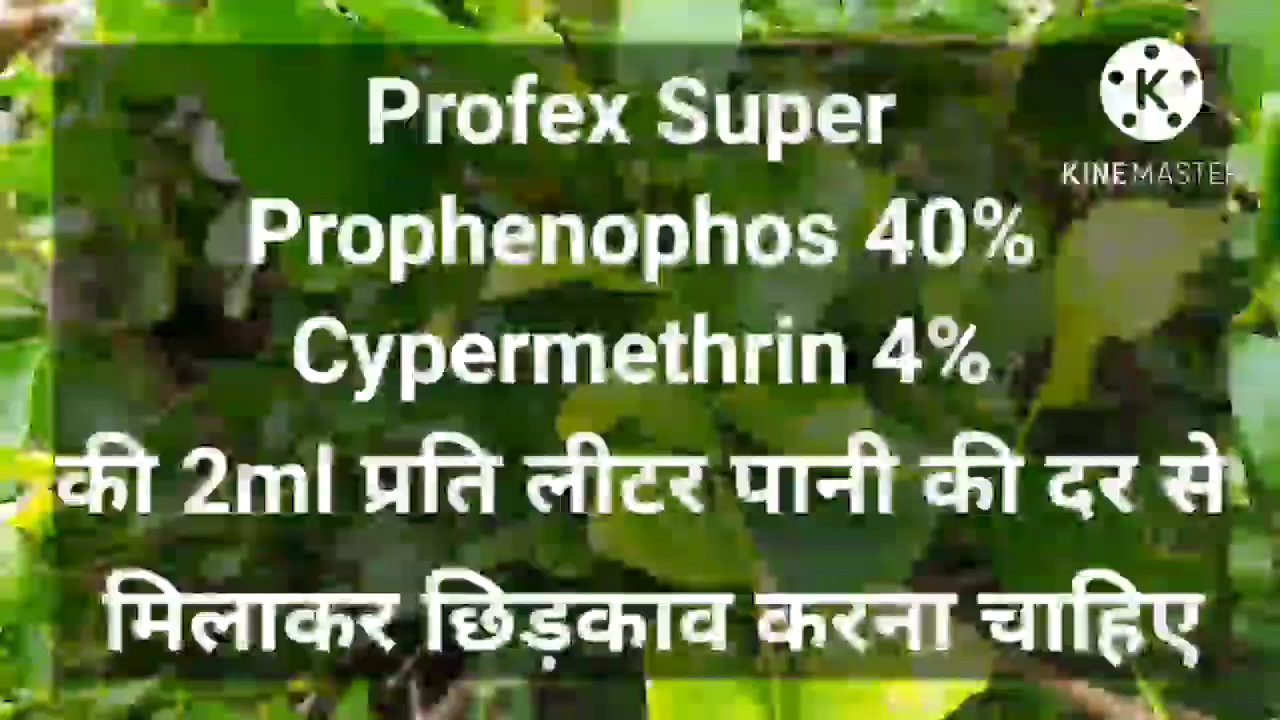 Profex Super
Prophenophos 40%
Cypermethrin 4%
की 2ml प्रति लीटर पानी की दर से
मिलाकर छिड़काव करना चाहिए
K
KINEMASTER